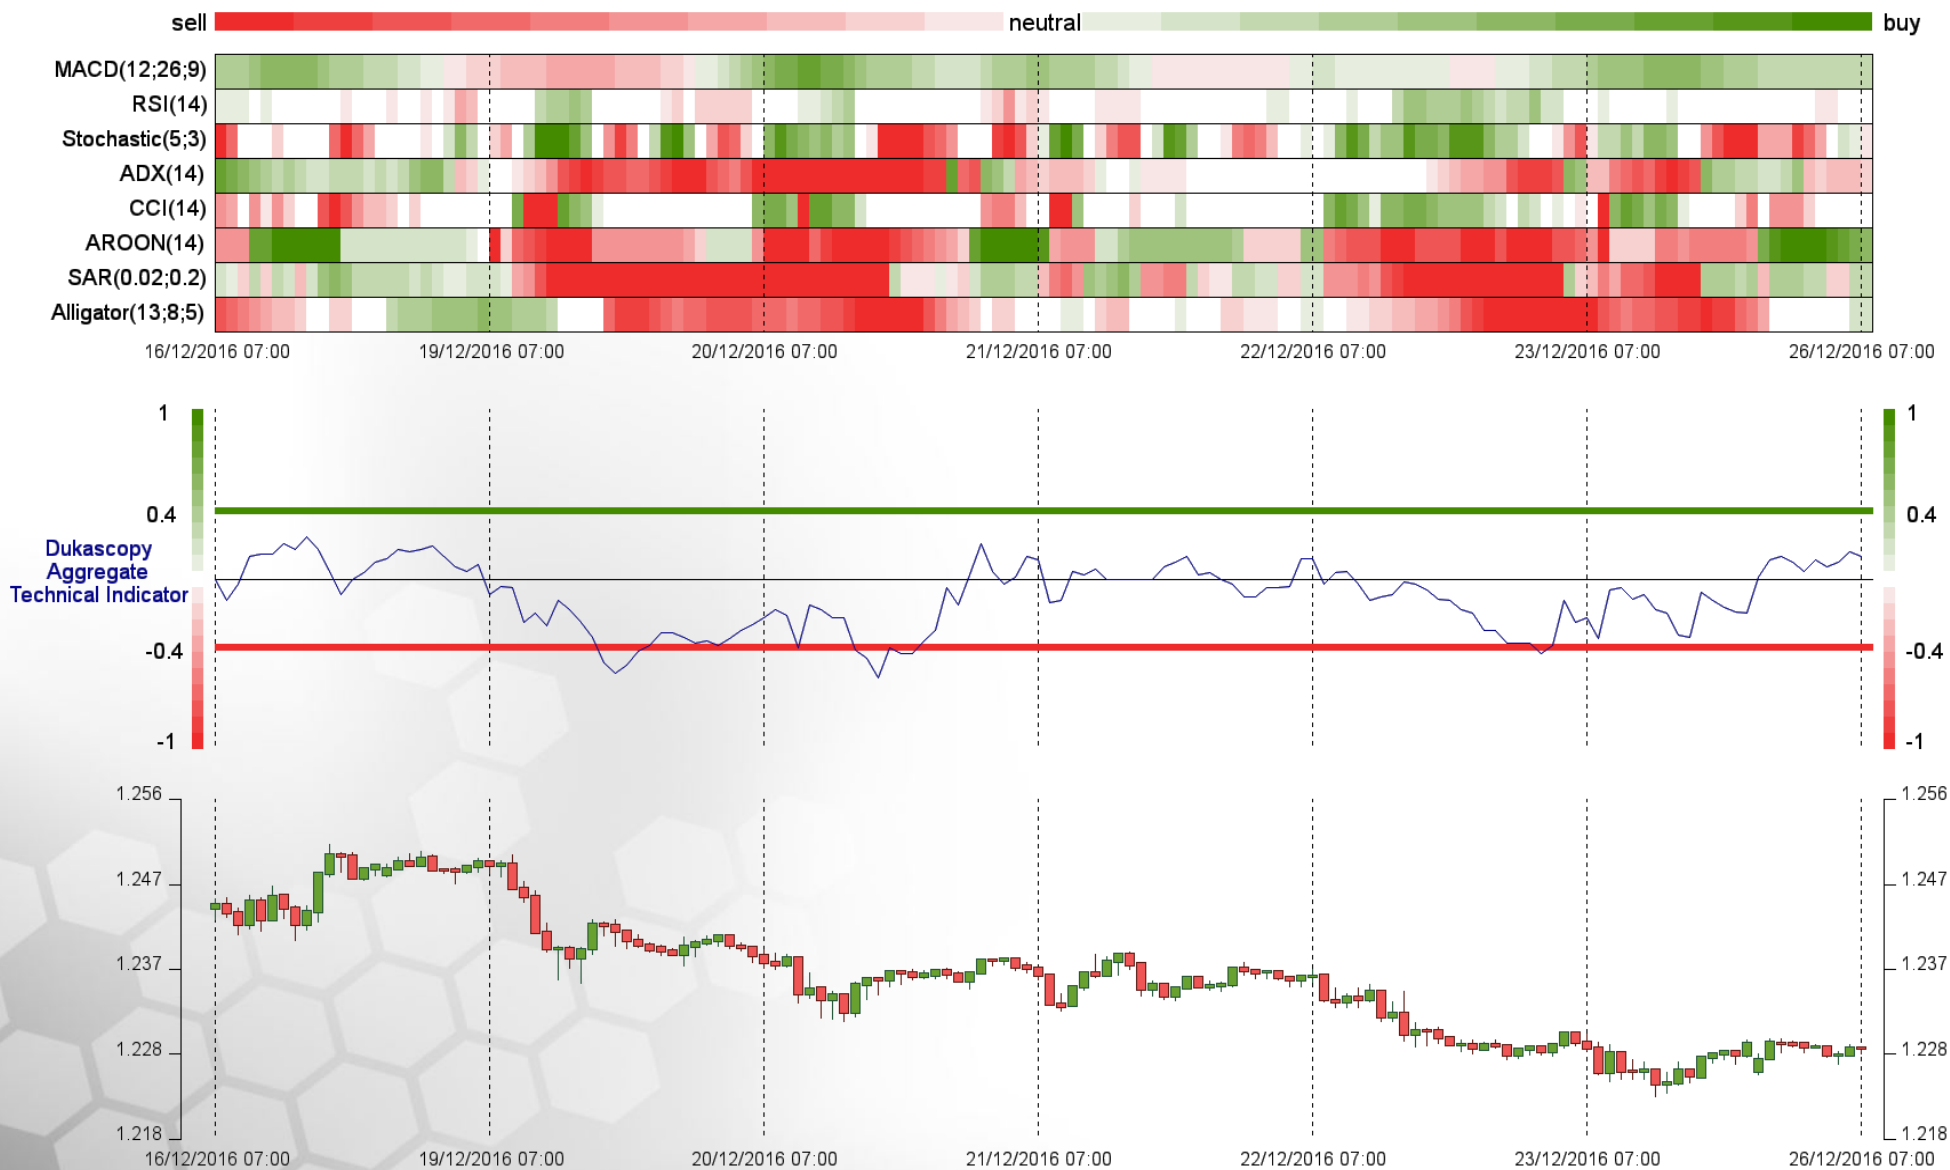 sell neutral buy
MACD(12;26;9)
RSI(14)
Stochastic(5;3)
ADX(14)
CCI(14)
AROON(14)
SAR(0.02;0.2)
Alligator(13;8;5)
16/12/2016 07:00 19/12/2016 07:00 20/12/2016 07:00 21/12/2016 07:00 22/12/2016 07:00 23/12/2016 07:00 26/12/2016 07:00
1 1
0.4 0.4
Dukascopy
Aggregate
Technical Indicator
-0.4 -0.4
-1 -1
1.256 1.256
1.247 1.247
1.237 1.237
1.228 1.228
1.218 1.218
16/12/2016 07:00 19/12/2016 07:00 20/12/2016 07:00 21/12/2016 07:00 22/12/2016 07:00 23/12/2016 07:00 26/12/2016 07:00